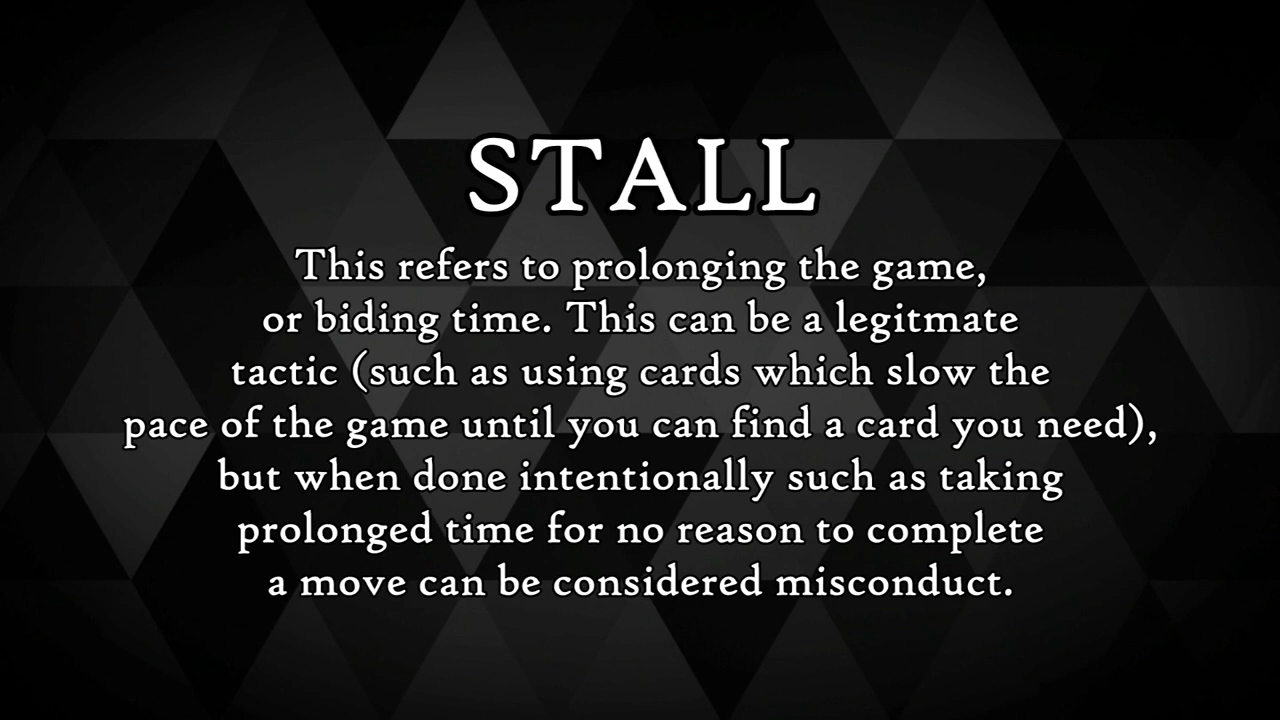 STALL
This refers to prolonging the game,
or biding time. This can be a legitmate
tactic (such as using cards which slow the
pace of the game until you can find a card you need),
but when done intentionally such as taking
prolonged time for no reason to complete
a move can be considered misconduct.